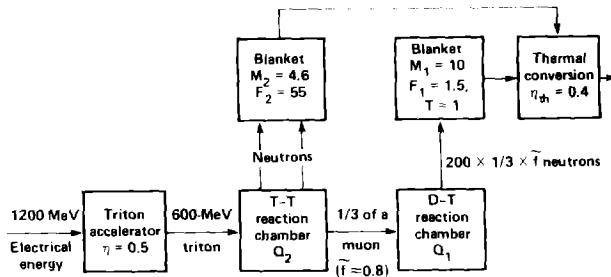 Blanket
M₂ = 4.6
F₂ = 55
Blanket
M₁ = 10
F₁ = 1.5,
T = 1
Thermal
conversion
ηth = 0.4
Neutrons
200 × 1/3 × f̃ neutrons
1200 MeV
Electrical
energy
Triton
accelerator
η = 0.5
600-MeV
triton
T-T
reaction
chamber
Q₂
1/3 of a
muon
(f̃ = 0.8)
D-T
reaction
chamber
Q₁